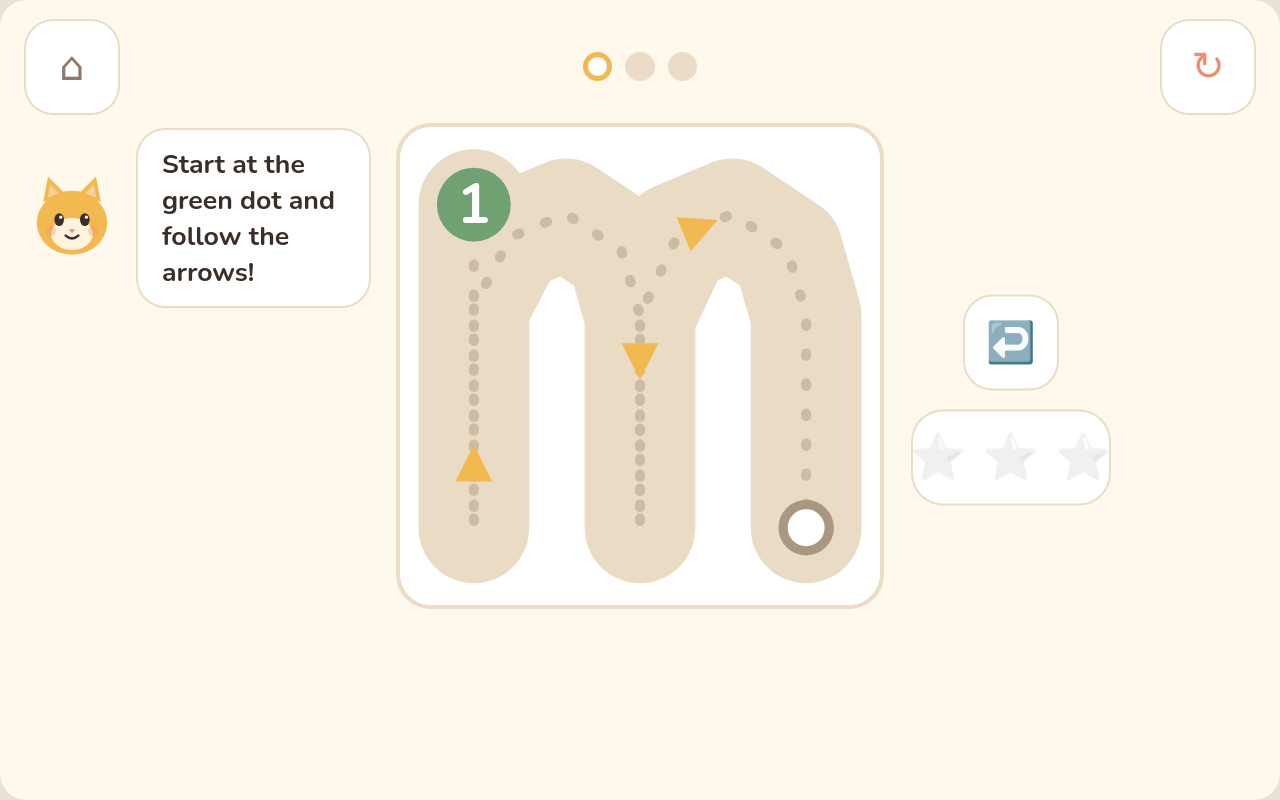 Start at the
green dot and
follow the
arrows!
1